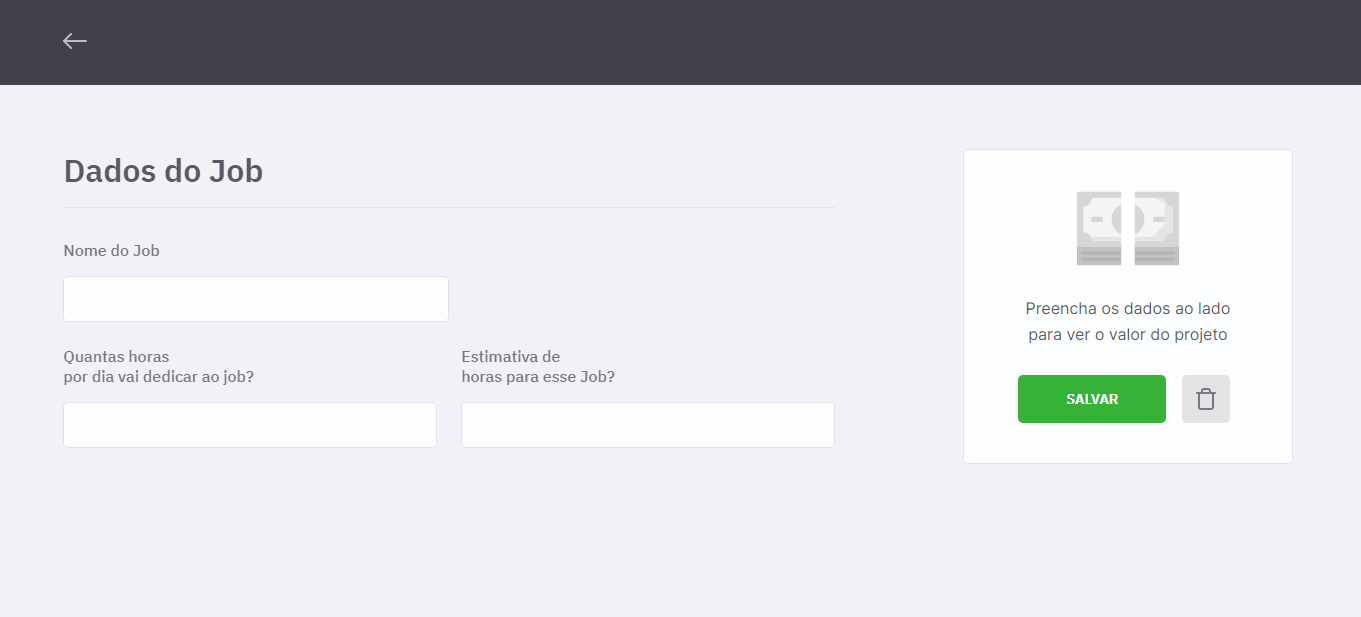 Dados do Job
Nome do Job
Quantas horas
por dia vai dedicar ao job?
Estimativa de
horas para esse Job?
Preencha os dados ao lado
para ver o valor do projeto
SALVAR